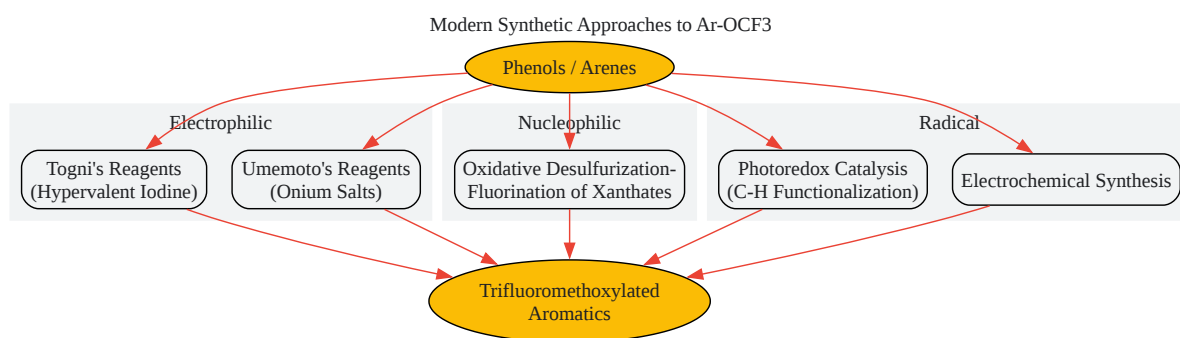 Modern Synthetic Approaches to Ar-OCF3
Phenols / Arenes
Electrophilic
Nucleophilic
Radical
Togni's Reagents
(Hypervalent Iodine)
Umemoto's Reagents
(Onium Salts)
Oxidative Desulfurization-
Fluorination of Xanthates
Photoredox Catalysis
(C-H Functionalization)
Electrochemical Synthesis
Trifluoromethoxylated
Aromatics